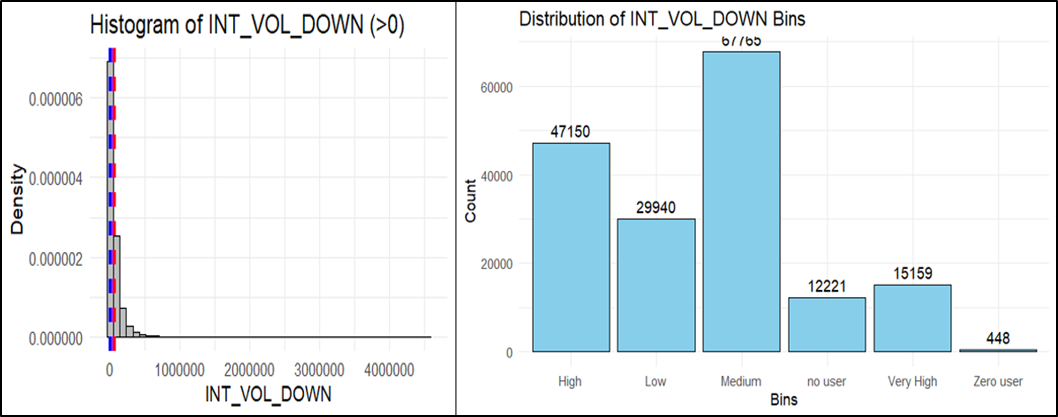 Histogram of INT_VOL_DOWN (>0)
Density
0.000006
0.000004
0.000002
0.000000
0
1000000
2000000
3000000
4000000
INT_VOL_DOWN
Distribution of INT_VOL_DOWN Bins
Count
60000
40000
20000
0
47150
29940
67765
12221
15159
448
High
Low
Medium
no user
Very High
Zero user
Bins